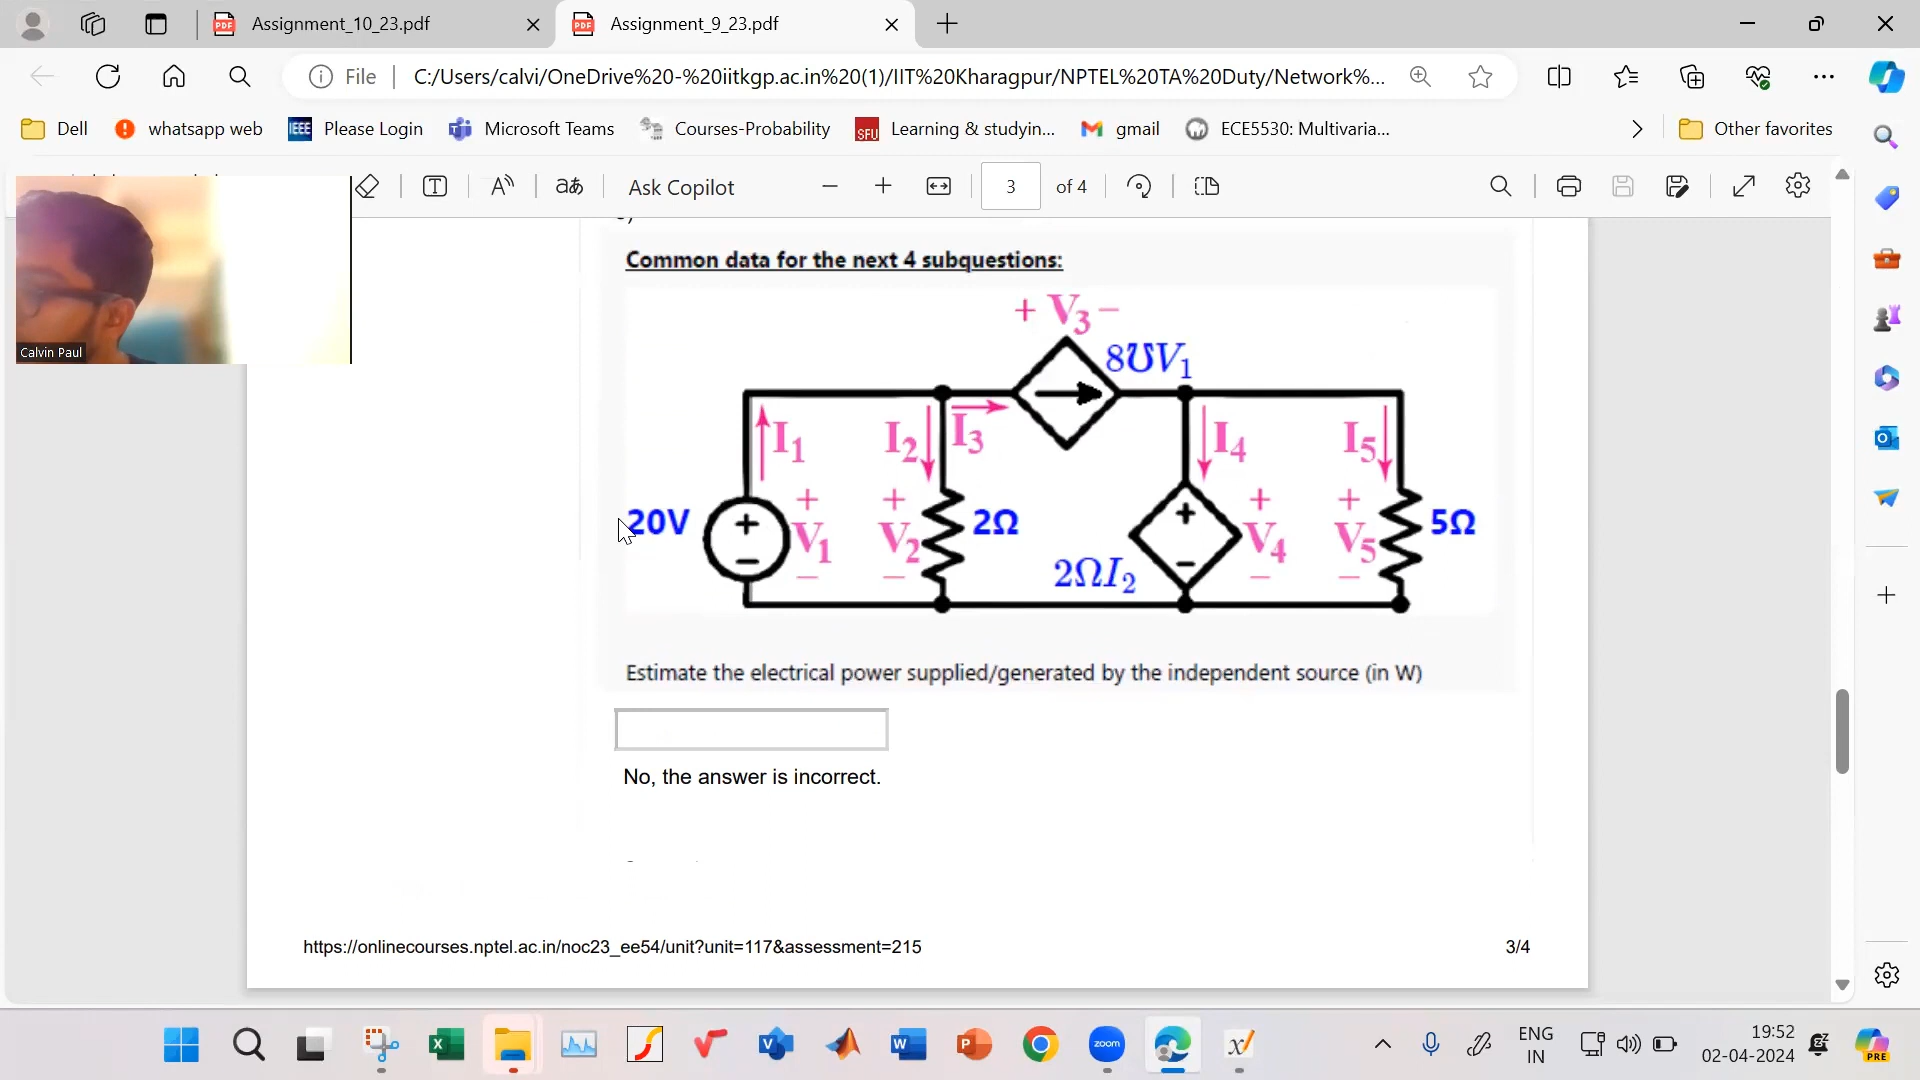 Assignment_10_23.pdf
Assignment_9_23.pdf
File
C:/Users/calvi/OneDrive%20-%20iitkgp.ac.in%20(1)/IIT%20Kharagpur/NPTEL%20TA%20Duty/Network%...
Dell
whatsapp web
IEEE
Please Login
Microsoft Teams
Courses-Probability
SFU
Learning & studyin...
gmail
ECE5530: Multivaria...
Other favorites
Ask Copilot
3
of 4
Calvin Paul
Common data for the next 4 subquestions:
+ V3 −
8℧V1
I1
I2
I3
I4
I5
20V
+ V1 −
+ V2 −
2Ω
2ΩI2
+ V4 −
+ V5 −
5Ω
Estimate the electrical power supplied/generated by the independent source (in W)
No, the answer is incorrect.
https://onlinecourses.nptel.ac.in/noc23_ee54/unit?unit=117&assessment=215
3/4
zoom
ENG
IN
19:52
02-04-2024
PRE